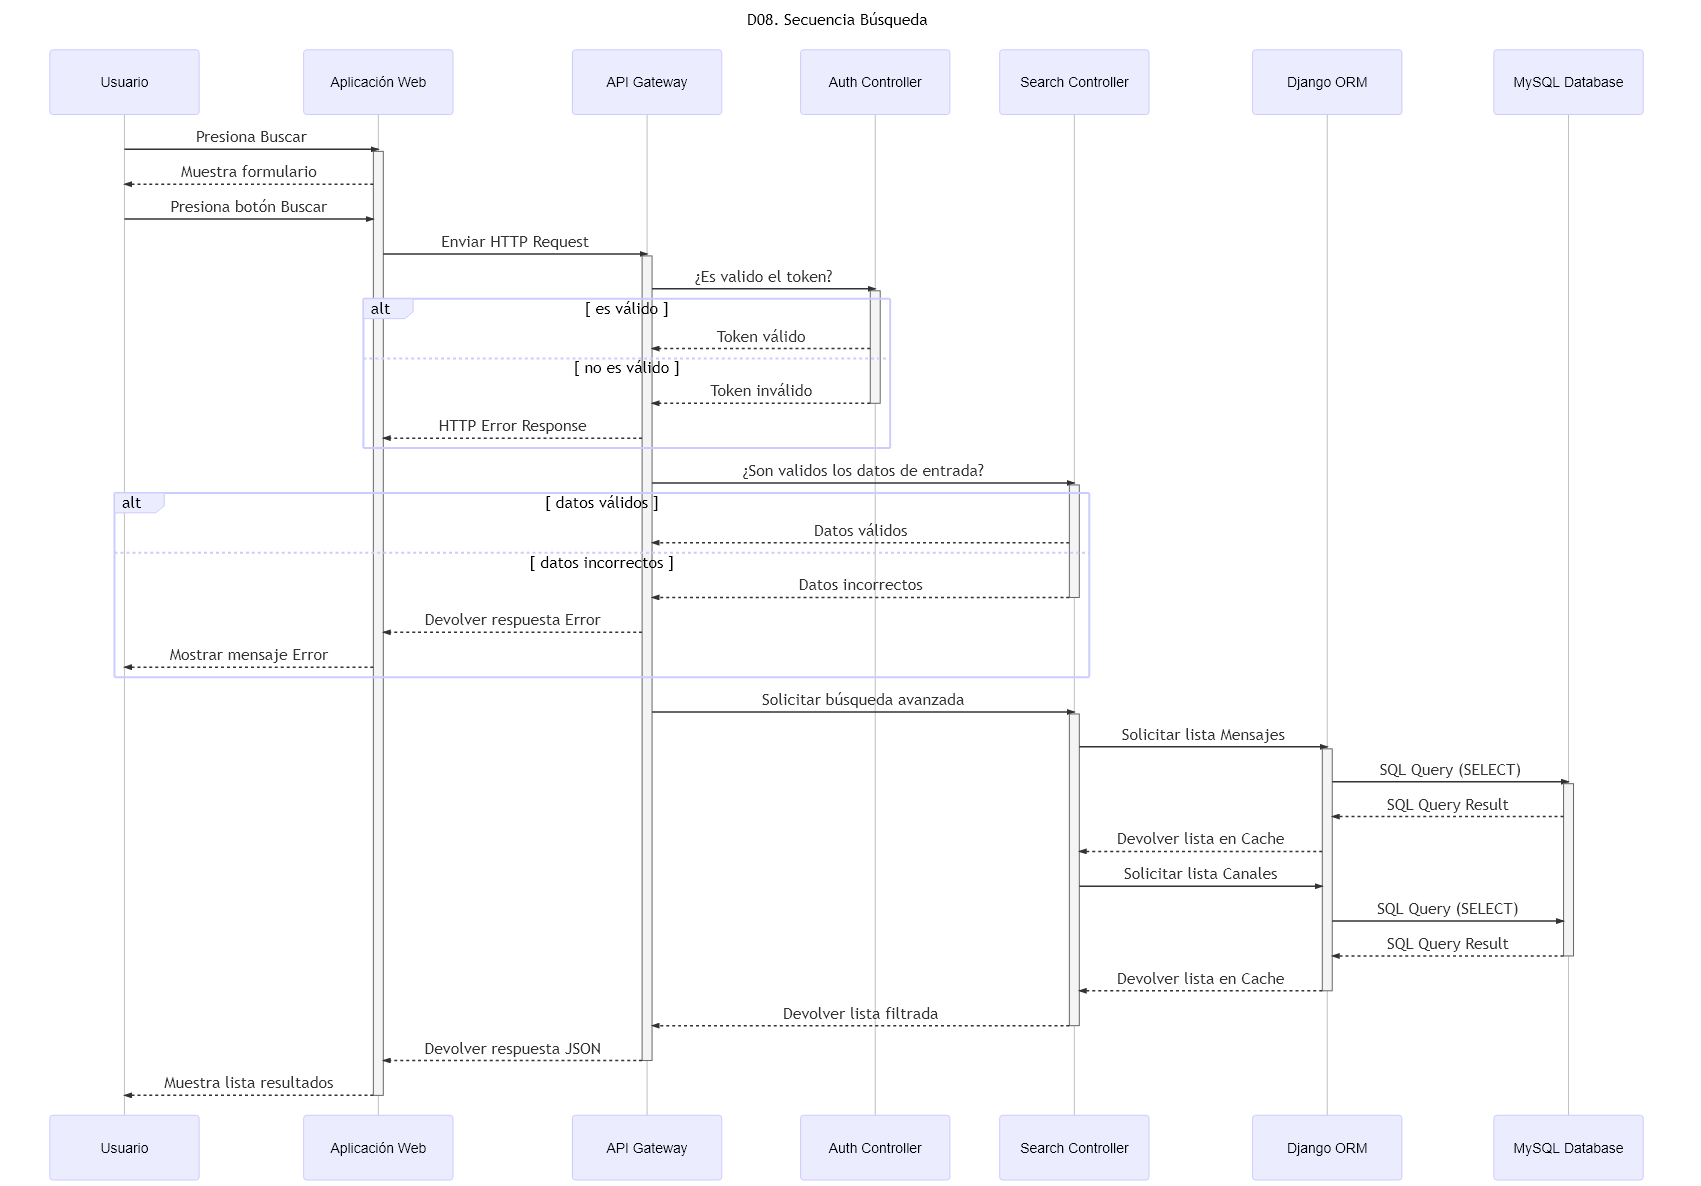 D08. Secuencia Búsqueda
Usuario
Aplicación Web
API Gateway
Auth Controller
Search Controller
Django ORM
MySQL Database
Presiona Buscar
Muestra formulario
Presiona botón Buscar
Enviar HTTP Request
¿Es valido el token?
alt
[ es válido ]
Token válido
[ no es válido ]
Token inválido
HTTP Error Response
¿Son validos los datos de entrada?
alt
[ datos válidos ]
Datos válidos
[ datos incorrectos ]
Datos incorrectos
Devolver respuesta Error
Mostrar mensaje Error
Solicitar búsqueda avanzada
Solicitar lista Mensajes
SQL Query (SELECT)
SQL Query Result
Devolver lista en Cache
Solicitar lista Canales
SQL Query (SELECT)
SQL Query Result
Devolver lista en Cache
Devolver lista filtrada
Devolver respuesta JSON
Muestra lista resultados
Usuario
Aplicación Web
API Gateway
Auth Controller
Search Controller
Django ORM
MySQL Database